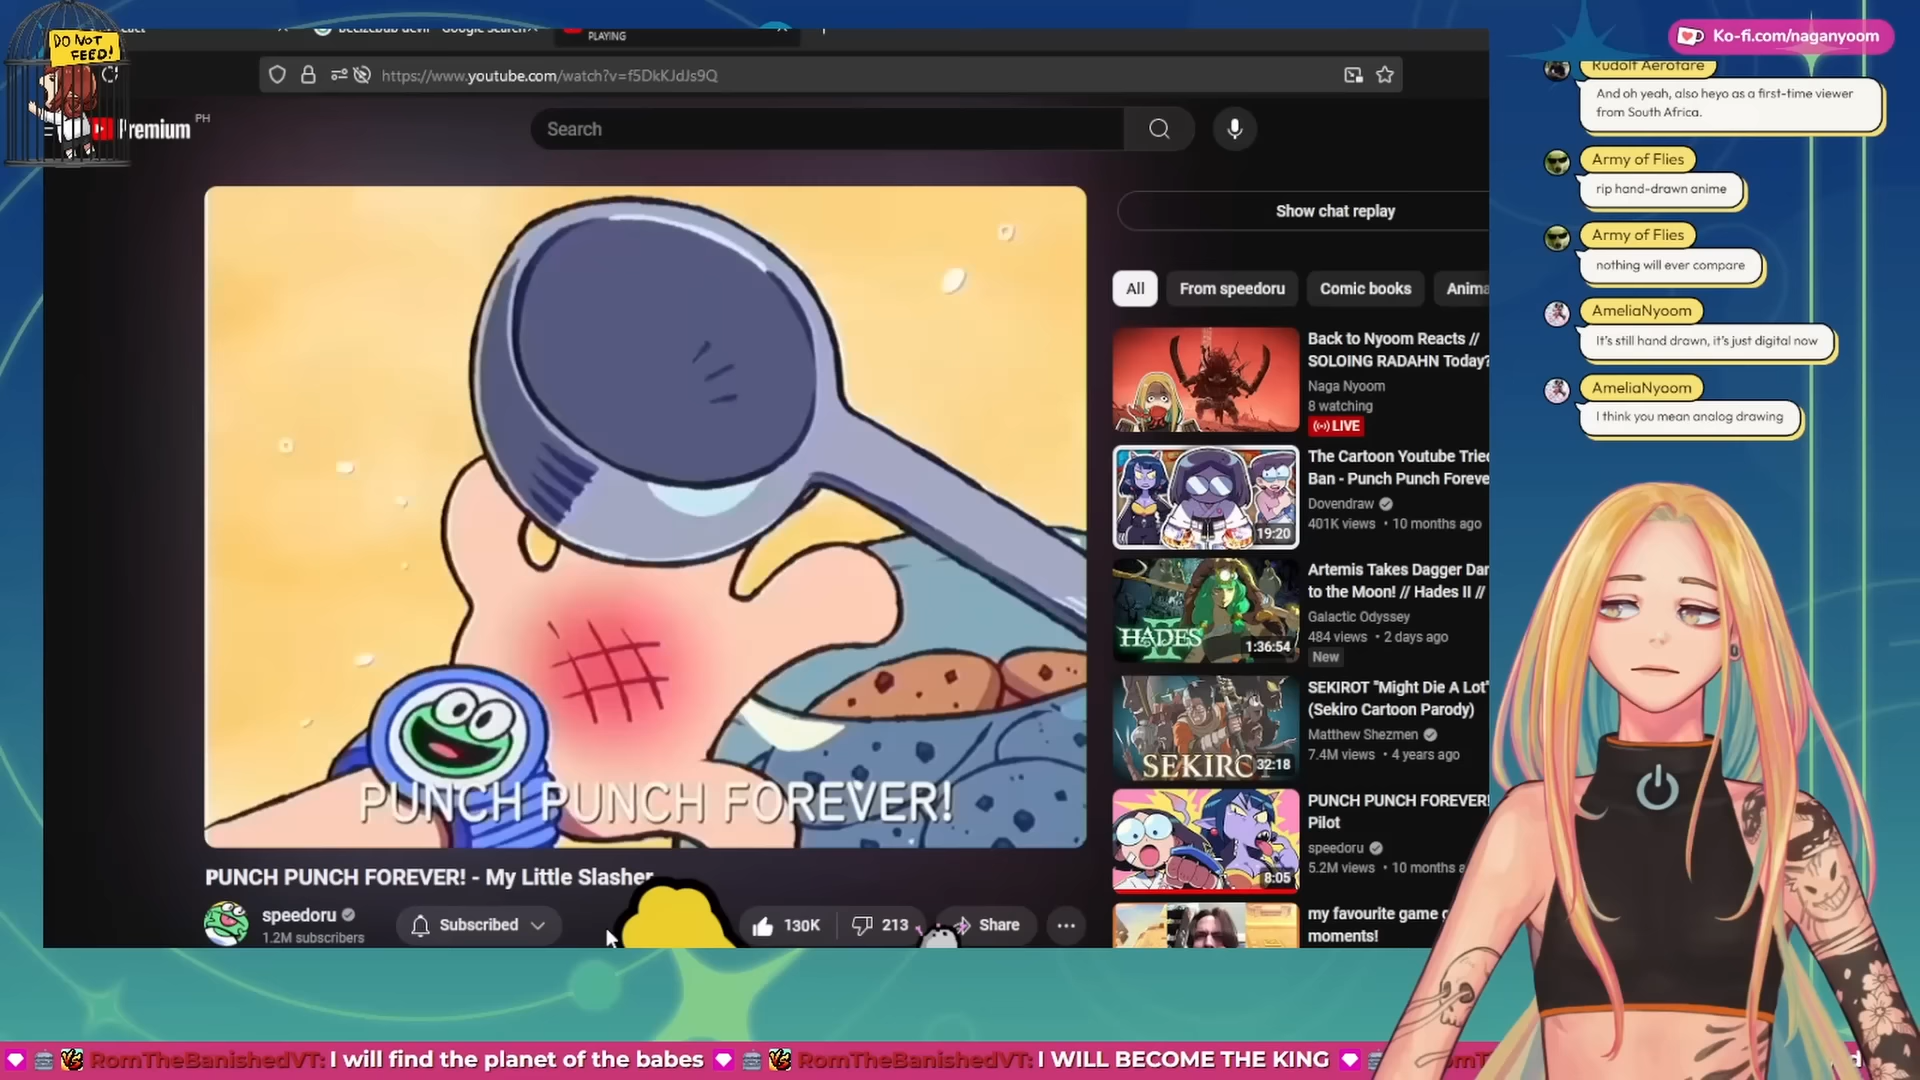 DO NOT
FEED!
PLAYING
https://www.youtube.com/watch?v=f5DkKJdJs9Q
Premium PH
Search
Show chat replay
All
From speedoru
Comic books
PUNCH PUNCH FOREVER!
PUNCH PUNCH FOREVER! - My Little Slasher
speedoru
1.2M subscribers
Subscribed
130K
213
Share
Back to Nyoom Reacts //
SOLOING RADAHN Today?
Naga Nyoom
8 watching
LIVE
19:20
The Cartoon Youtube Tried
Ban - Punch Punch Foreve
Dovendraw
401K views • 10 months ago
HADES II
1:36:54
Artemis Takes Dagger Dan
to the Moon! // Hades II //
Galactic Odyssey
484 views • 2 days ago
New
SEKIRO
32:18
SEKIROT "Might Die A Lot"
(Sekiro Cartoon Parody)
Matthew Shezmen
7.4M views • 4 years ago
8:05
PUNCH PUNCH FOREVER!
Pilot
speedoru
5.2M views • 10 months a
my favourite game
moments!
Ko-fi.com/naganyoom
Rudolf Aerofare
And oh yeah, also heyo as a first-time viewer
from South Africa.
Army of Flies
rip hand-drawn anime
Army of Flies
nothing will ever compare
AmeliaNyoom
It's still hand drawn, it's just digital now
AmeliaNyoom
I think you mean analog drawing
RomTheBanishedVT: I will find the planet of the babes RomTheBanishedVT: I WILL BECOME THE KING